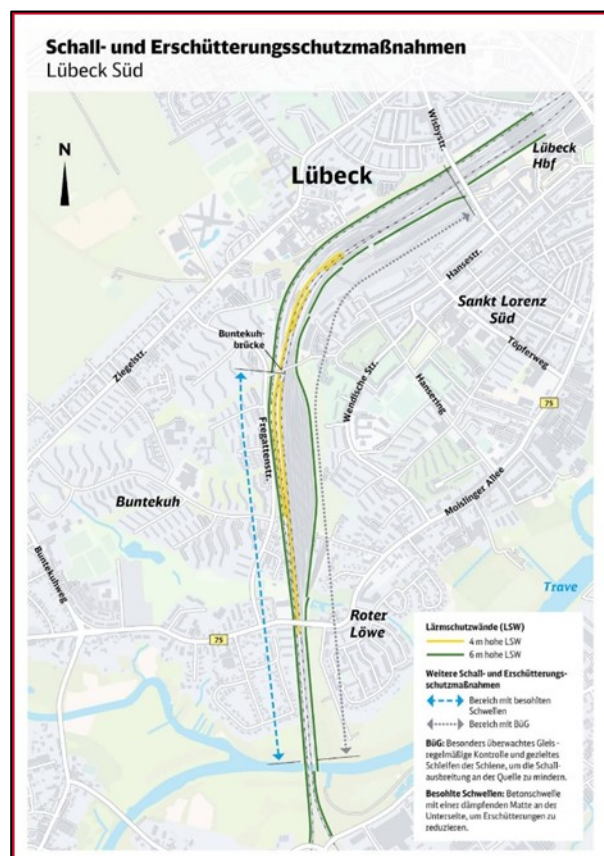 Schall- und Erschütterungsschutzmaßnahmen
Lübeck Süd
N
Lübeck
Wisbystr.
Lübeck
Hbf
Hansestr.
Sankt Lorenz
Süd
Töpferweg
Buntekuh-
brücke
Ziegelstr.
Wendische Str.
Hansering
75
Fregattenstr.
Moislinger Allee
Buntekuh
Buntekuhweg
Trave
Roter
Löwe
75
Lärmschutzwände (LSW)
4 m hohe LSW
6 m hohe LSW
Weitere Schall- und Erschütterungs-
schutzmaßnahmen
Bereich mit besohlten
Schwellen
Bereich mit BüG
BüG: Besonders überwachtes Gleis -
regelmäßige Kontrolle und gezieltes
Schleifen der Schiene, um die Schall-
ausbreitung an der Quelle zu mindern.
Besohlte Schwellen: Betonschwelle
mit einer dämpfenden Matte an der
Unterseite, um Erschütterungen zu
reduzieren.